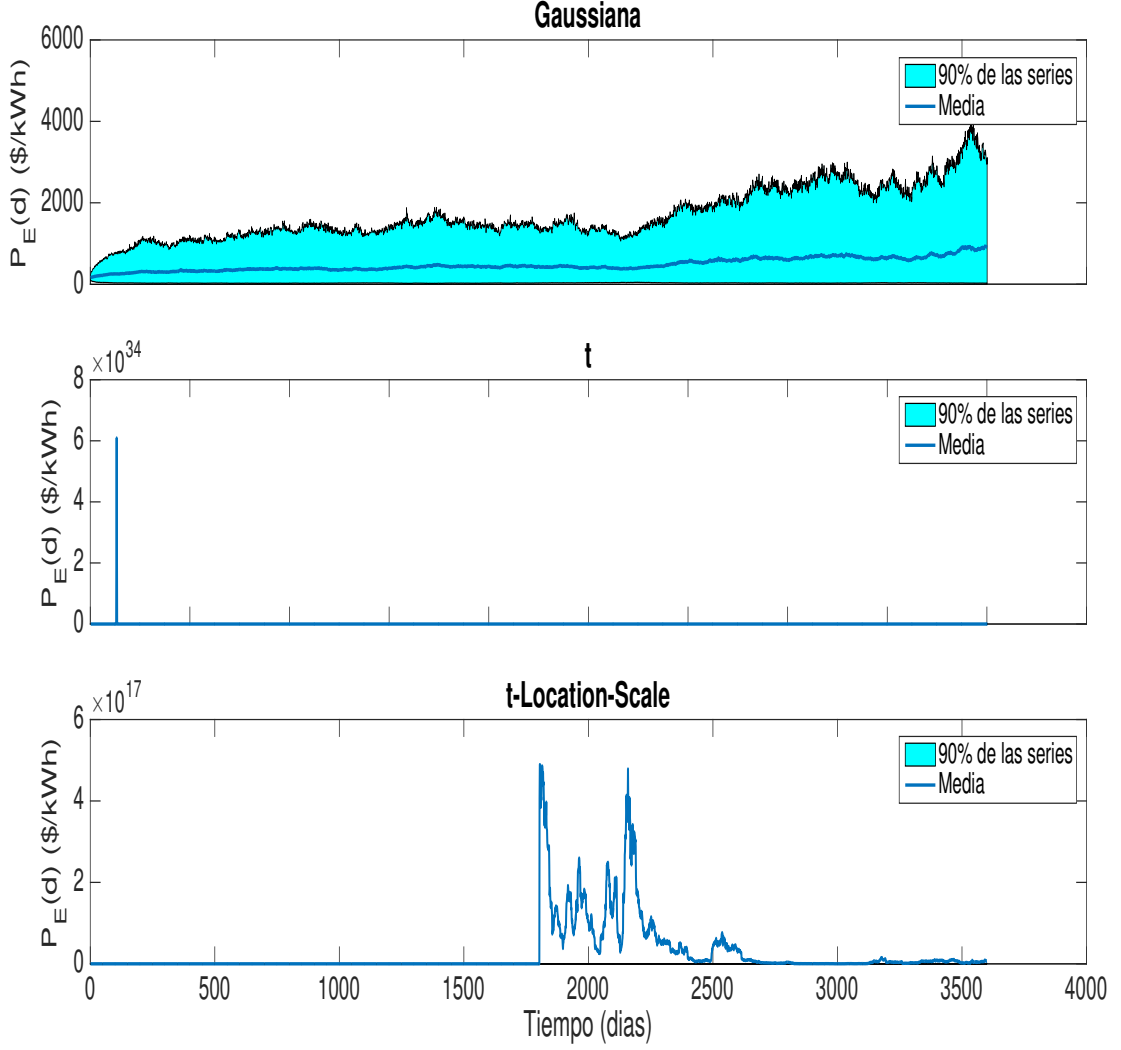 Gaussiana
P_E(d) ($/kWh)
6000
4000
2000
0
90% de las series
Media
×10^34
t
P_E(d) ($/kWh)
8
6
4
2
0
90% de las series
Media
×10^17
t-Location-Scale
P_E(d) ($/kWh)
6
4
2
0
90% de las series
Media
0 500 1000 1500 2000 2500 3000 3500 4000
Tiempo (dias)